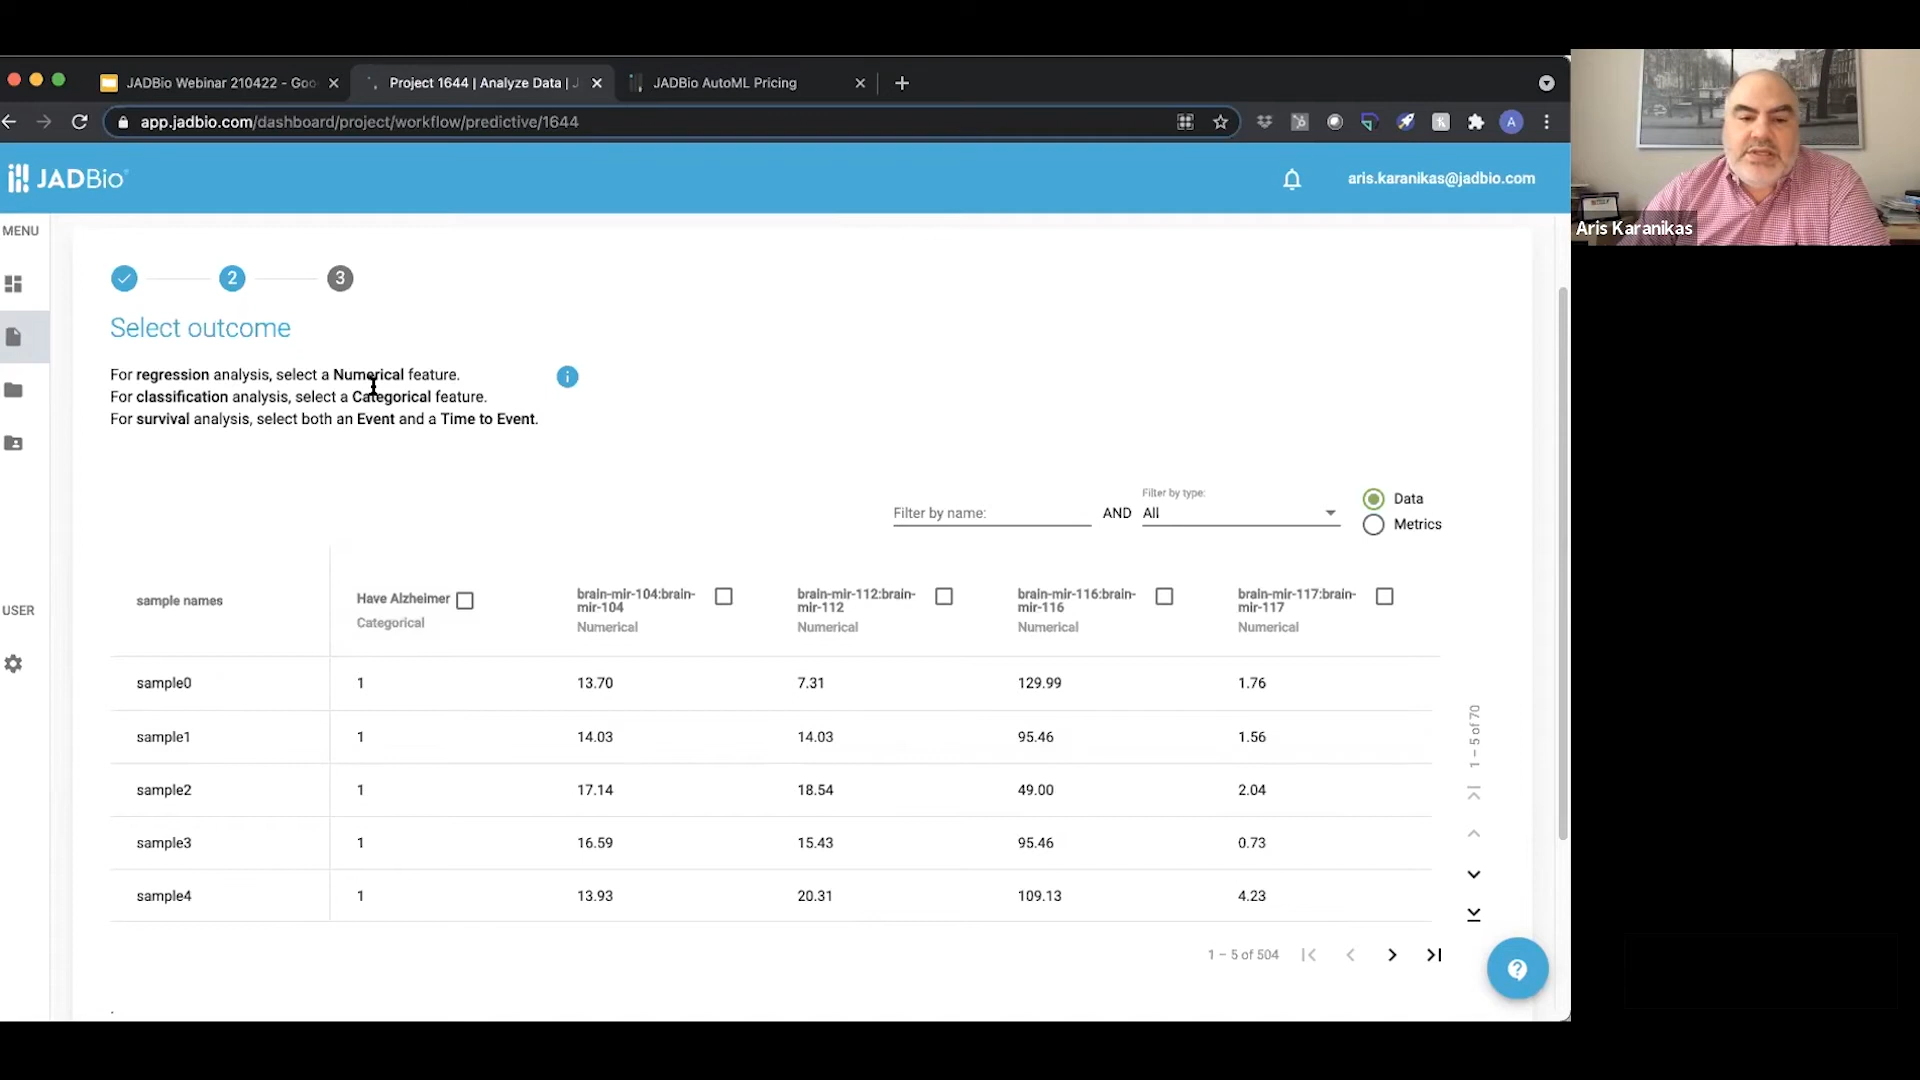 JADBio Webinar 210422 - Goo
Project 1644 | Analyze Data | J
JADBio AutoML Pricing
app.jadbio.com/dashboard/project/workflow/predictive/1644
A
JADBio
aris.karanikas@jadbio.com
Aris Karanikas
MENU
2
3
Select outcome
For regression analysis, select a Numerical feature.
For classification analysis, select a Categorical feature.
For survival analysis, select both an Event and a Time to Event.
Filter by name:
AND
Filter by type:
All
Data
Metrics
sample names
Have Alzheimer
Categorical
brain-mir-104:brain-
mir-104
Numerical
brain-mir-112:brain-
mir-112
Numerical
brain-mir-116:brain-
mir-116
Numerical
brain-mir-117:brain-
mir-117
Numerical
USER
sample0 1 13.70 7.31 129.99 1.76
sample1 1 14.03 14.03 95.46 1.56
sample2 1 17.14 18.54 49.00 2.04
sample3 1 16.59 15.43 95.46 0.73
sample4 1 13.93 20.31 109.13 4.23
1 – 5 of 70
1 – 5 of 504